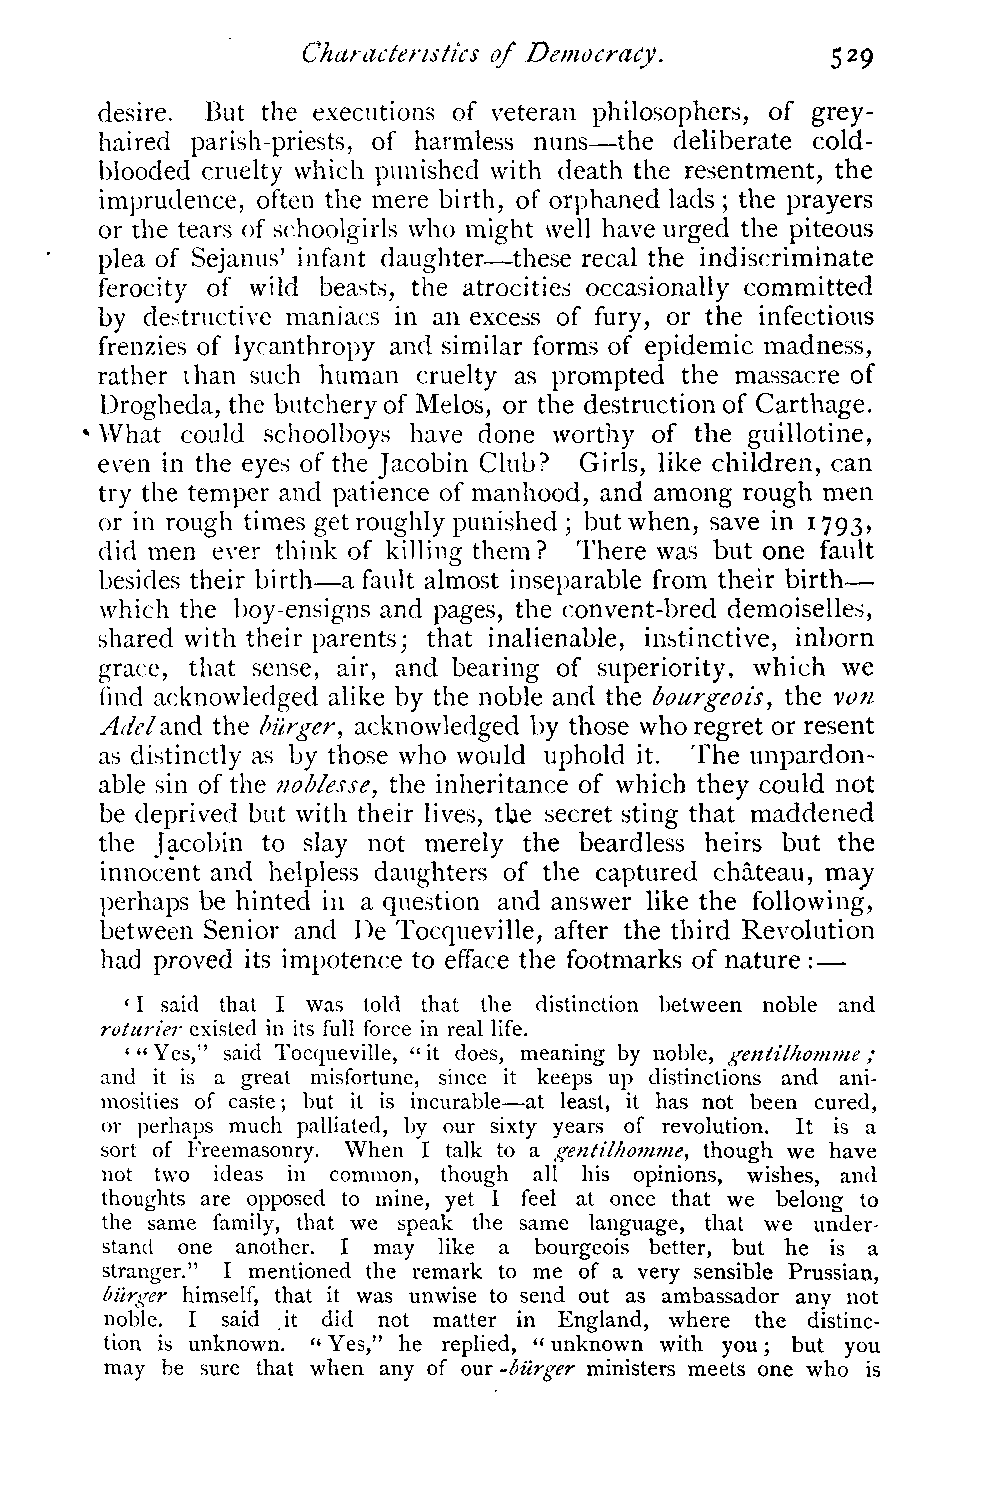 Characteristics of Democracy. 529
desire. But the executions of veteran philosophers, of grey-
haired parish-priests, of harmless nuns—the deliberate cold-
blooded cruelty which punished with death the resentment, the
imprudence, often the mere birth, of orphaned lads; the prayers
or the tears of schoolgirls who might well have urged the piteous
plea of Sejanus' infant daughter—these recal the indiscriminate
ferocity of wild beasts, the atrocities occasionally committed
by destructive maniacs in an excess of fury, or the infectious
frenzies of lycanthropy and similar forms of epidemic madness,
rather than such human cruelty as prompted the massacre of
Drogheda, the butchery of Melos, or the destruction of Carthage.
What could schoolboys have done worthy of the guillotine,
even in the eyes of the Jacobin Club? Girls, like children, can
try the temper and patience of manhood, and among rough men
or in rough times get roughly punished; but when, save in 1793,
did men ever think of killing them? There was but one fault
besides their birth—a fault almost inseparable from their birth—
which the boy-ensigns and pages, the convent-bred demoiselles,
shared with their parents; that inalienable, instinctive, inborn
grace, that sense, air, and bearing of superiority, which we
find acknowledged alike by the noble and the bourgeois, the von
Adel and the bürger, acknowledged by those who regret or resent
as distinctly as by those who would uphold it. The unpardon-
able sin of the noblesse, the inheritance of which they could not
be deprived but with their lives, the secret sting that maddened
the Jacobin to slay not merely the beardless heirs but the
innocent and helpless daughters of the captured château, may
perhaps be hinted in a question and answer like the following,
between Senior and De Tocqueville, after the third Revolution
had proved its impotence to efface the footmarks of nature:—
'I said that I was told that the distinction between noble and
roturier existed in its full force in real life.
'"Yes," said Tocqueville, "it does, meaning by noble, gentilhomme;
and it is a great misfortune, since it keeps up distinctions and ani-
mosities of caste; but it is incurable—at least, it has not been cured,
or perhaps much palliated, by our sixty years of revolution. It is a
sort of Freemasonry. When I talk to a gentilhomme, though we have
not two ideas in common, though all his opinions, wishes, and
thoughts are opposed to mine, yet I feel at once that we belong to
the same family, that we speak the same language, that we under-
stand one another. I may like a bourgeois better, but he is a
stranger." I mentioned the remark to me of a very sensible Prussian,
bürger himself, that it was unwise to send out as ambassador any not
noble. I said it did not matter in England, where the distinc-
tion is unknown. "Yes," he replied, "unknown with you; but you
may be sure that when any of our bürger ministers meets one who is